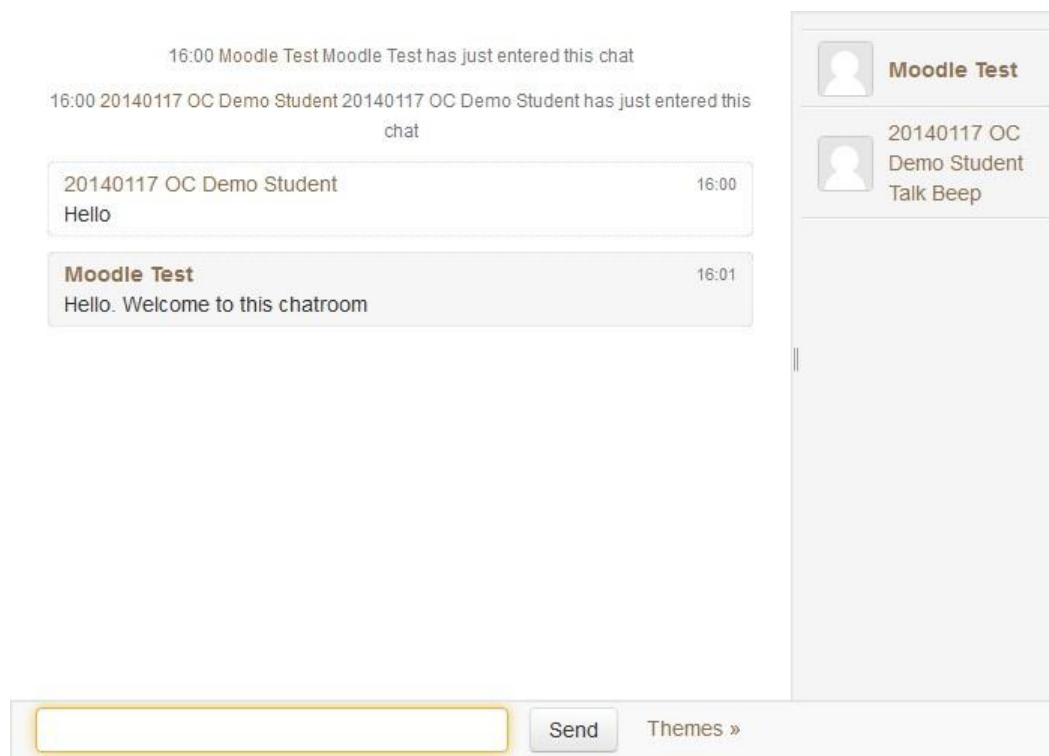 16:00 Moodle Test Moodle Test has just entered this chat
16:00 20140117 OC Demo Student 20140117 OC Demo Student has just entered this
chat
20140117 OC Demo Student 16:00
Hello
Moodle Test 16:01
Hello. Welcome to this chatroom
Moodle Test
20140117 OC
Demo Student
Talk Beep
Send Themes »